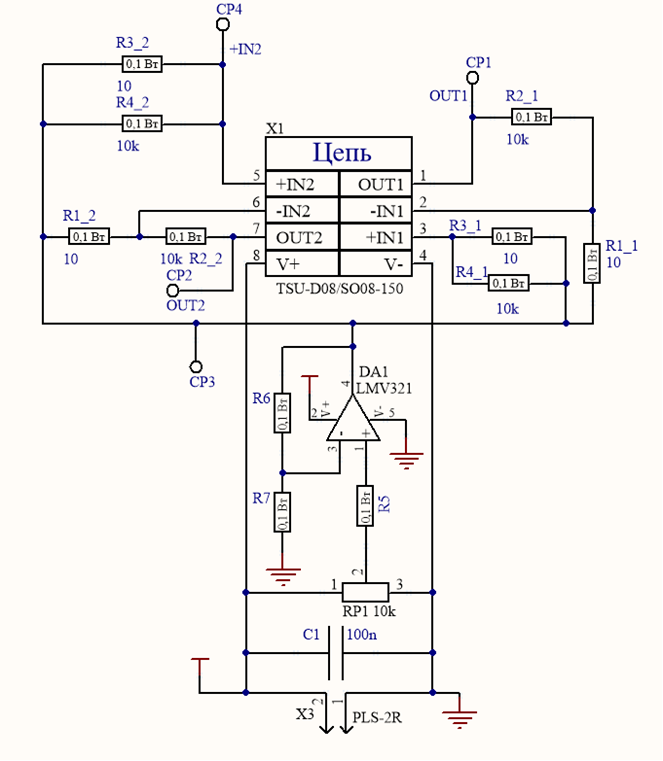 CP4
R3_2
+IN2
0,1 Вт
10
R4_2
0,1 Вт
10k
CP1
OUT1
R2_1
0,1 Вт
10k
X1
Цепь
5 +IN2 OUT1 1
6 -IN2 -IN1 2
7 OUT2 +IN1 3
8 V+ V- 4
TSU-D08/SO08-150
R1_2
0,1 Вт
10
0,1 Вт
10k R2_2
CP2
OUT2
R3_1
0,1 Вт
10
R4_1
0,1 Вт
10k
R1_1
10
0,1 Вт
CP3
DA1
LMV321
4
2 V+
V- 5
- +
3 1
R6
0,1 Вт
R7
0,1 Вт
R5
0,1 Вт
2
1 3
RP1 10k
C1 100n
2 1
X3 PLS-2R